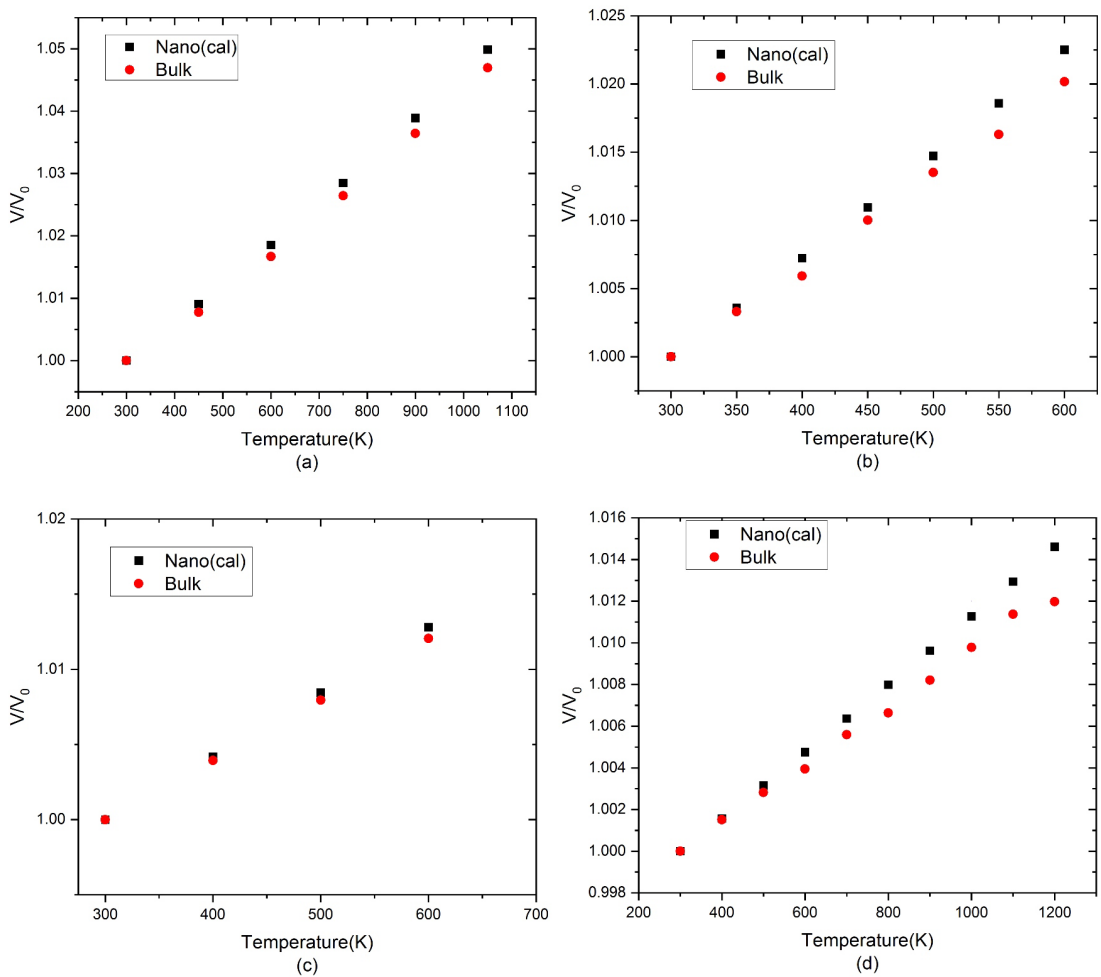 1.05
1.04
1.03
1.02
1.01
1.00
V/V0
Nano(cal)
Bulk
200 300 400 500 600 700 800 900 1000 1100
Temperature(K)
(a)
1.025
1.020
1.015
1.010
1.005
1.000
V/V0
Nano(cal)
Bulk
300 350 400 450 500 550 600
Temperature(K)
(b)
1.02
1.01
1.00
V/V0
Nano(cal)
Bulk
300 400 500 600 700
Temperature(K)
(c)
1.016
1.014
1.012
1.010
1.008
1.006
1.004
1.002
1.000
0.998
V/V0
Nano(cal)
Bulk
200 400 600 800 1000 1200
Temperature(K)
(d)